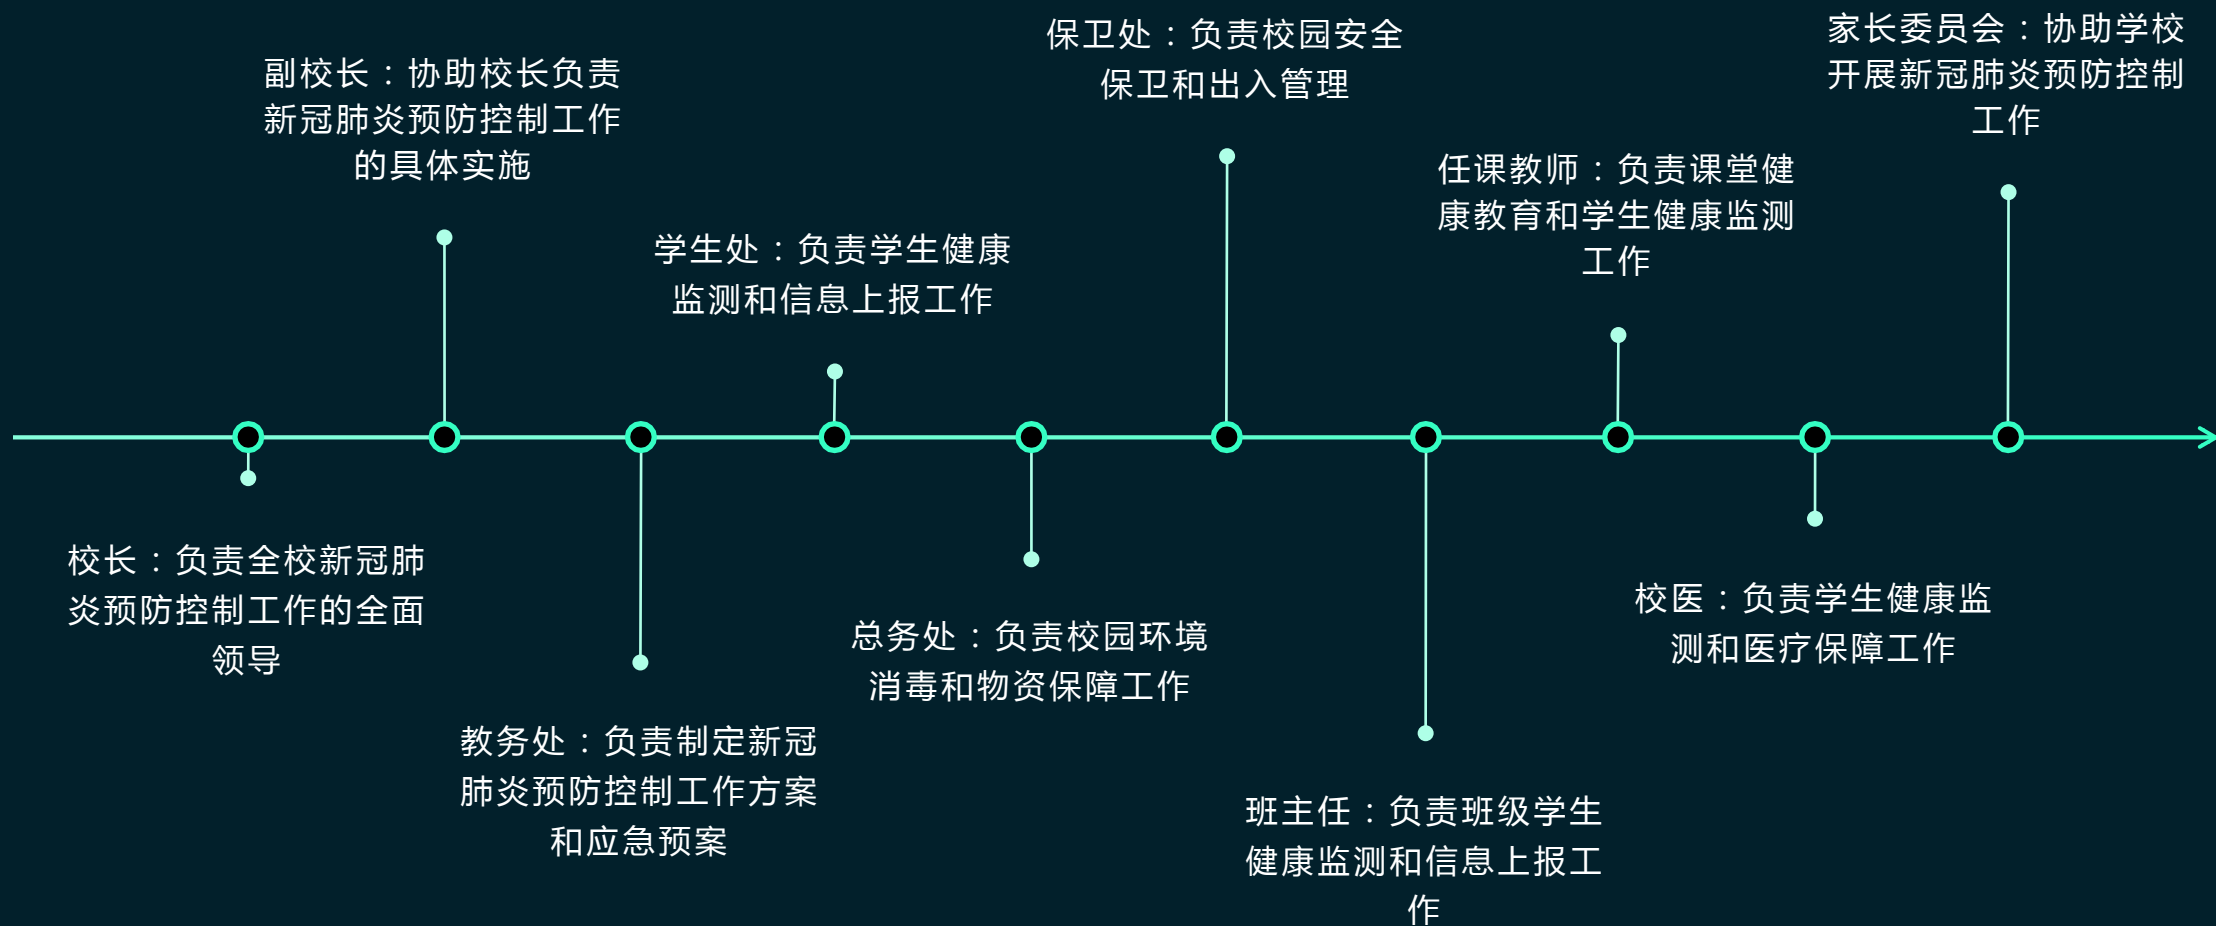 校长：负责全校新冠肺
炎预防控制工作的全面
领导
副校长：协助校长负责
新冠肺炎预防控制工作
的具体实施
教务处：负责制定新冠
肺炎预防控制工作方案
和应急预案
学生处：负责学生健康
监测和信息上报工作
总务处：负责校园环境
消毒和物资保障工作
保卫处：负责校园安全
保卫和出入管理
班主任：负责班级学生
健康监测和信息上报工
作
任课教师：负责课堂健
康教育和学生健康监测
工作
校医：负责学生健康监
测和医疗保障工作
家长委员会：协助学校
开展新冠肺炎预防控制
工作